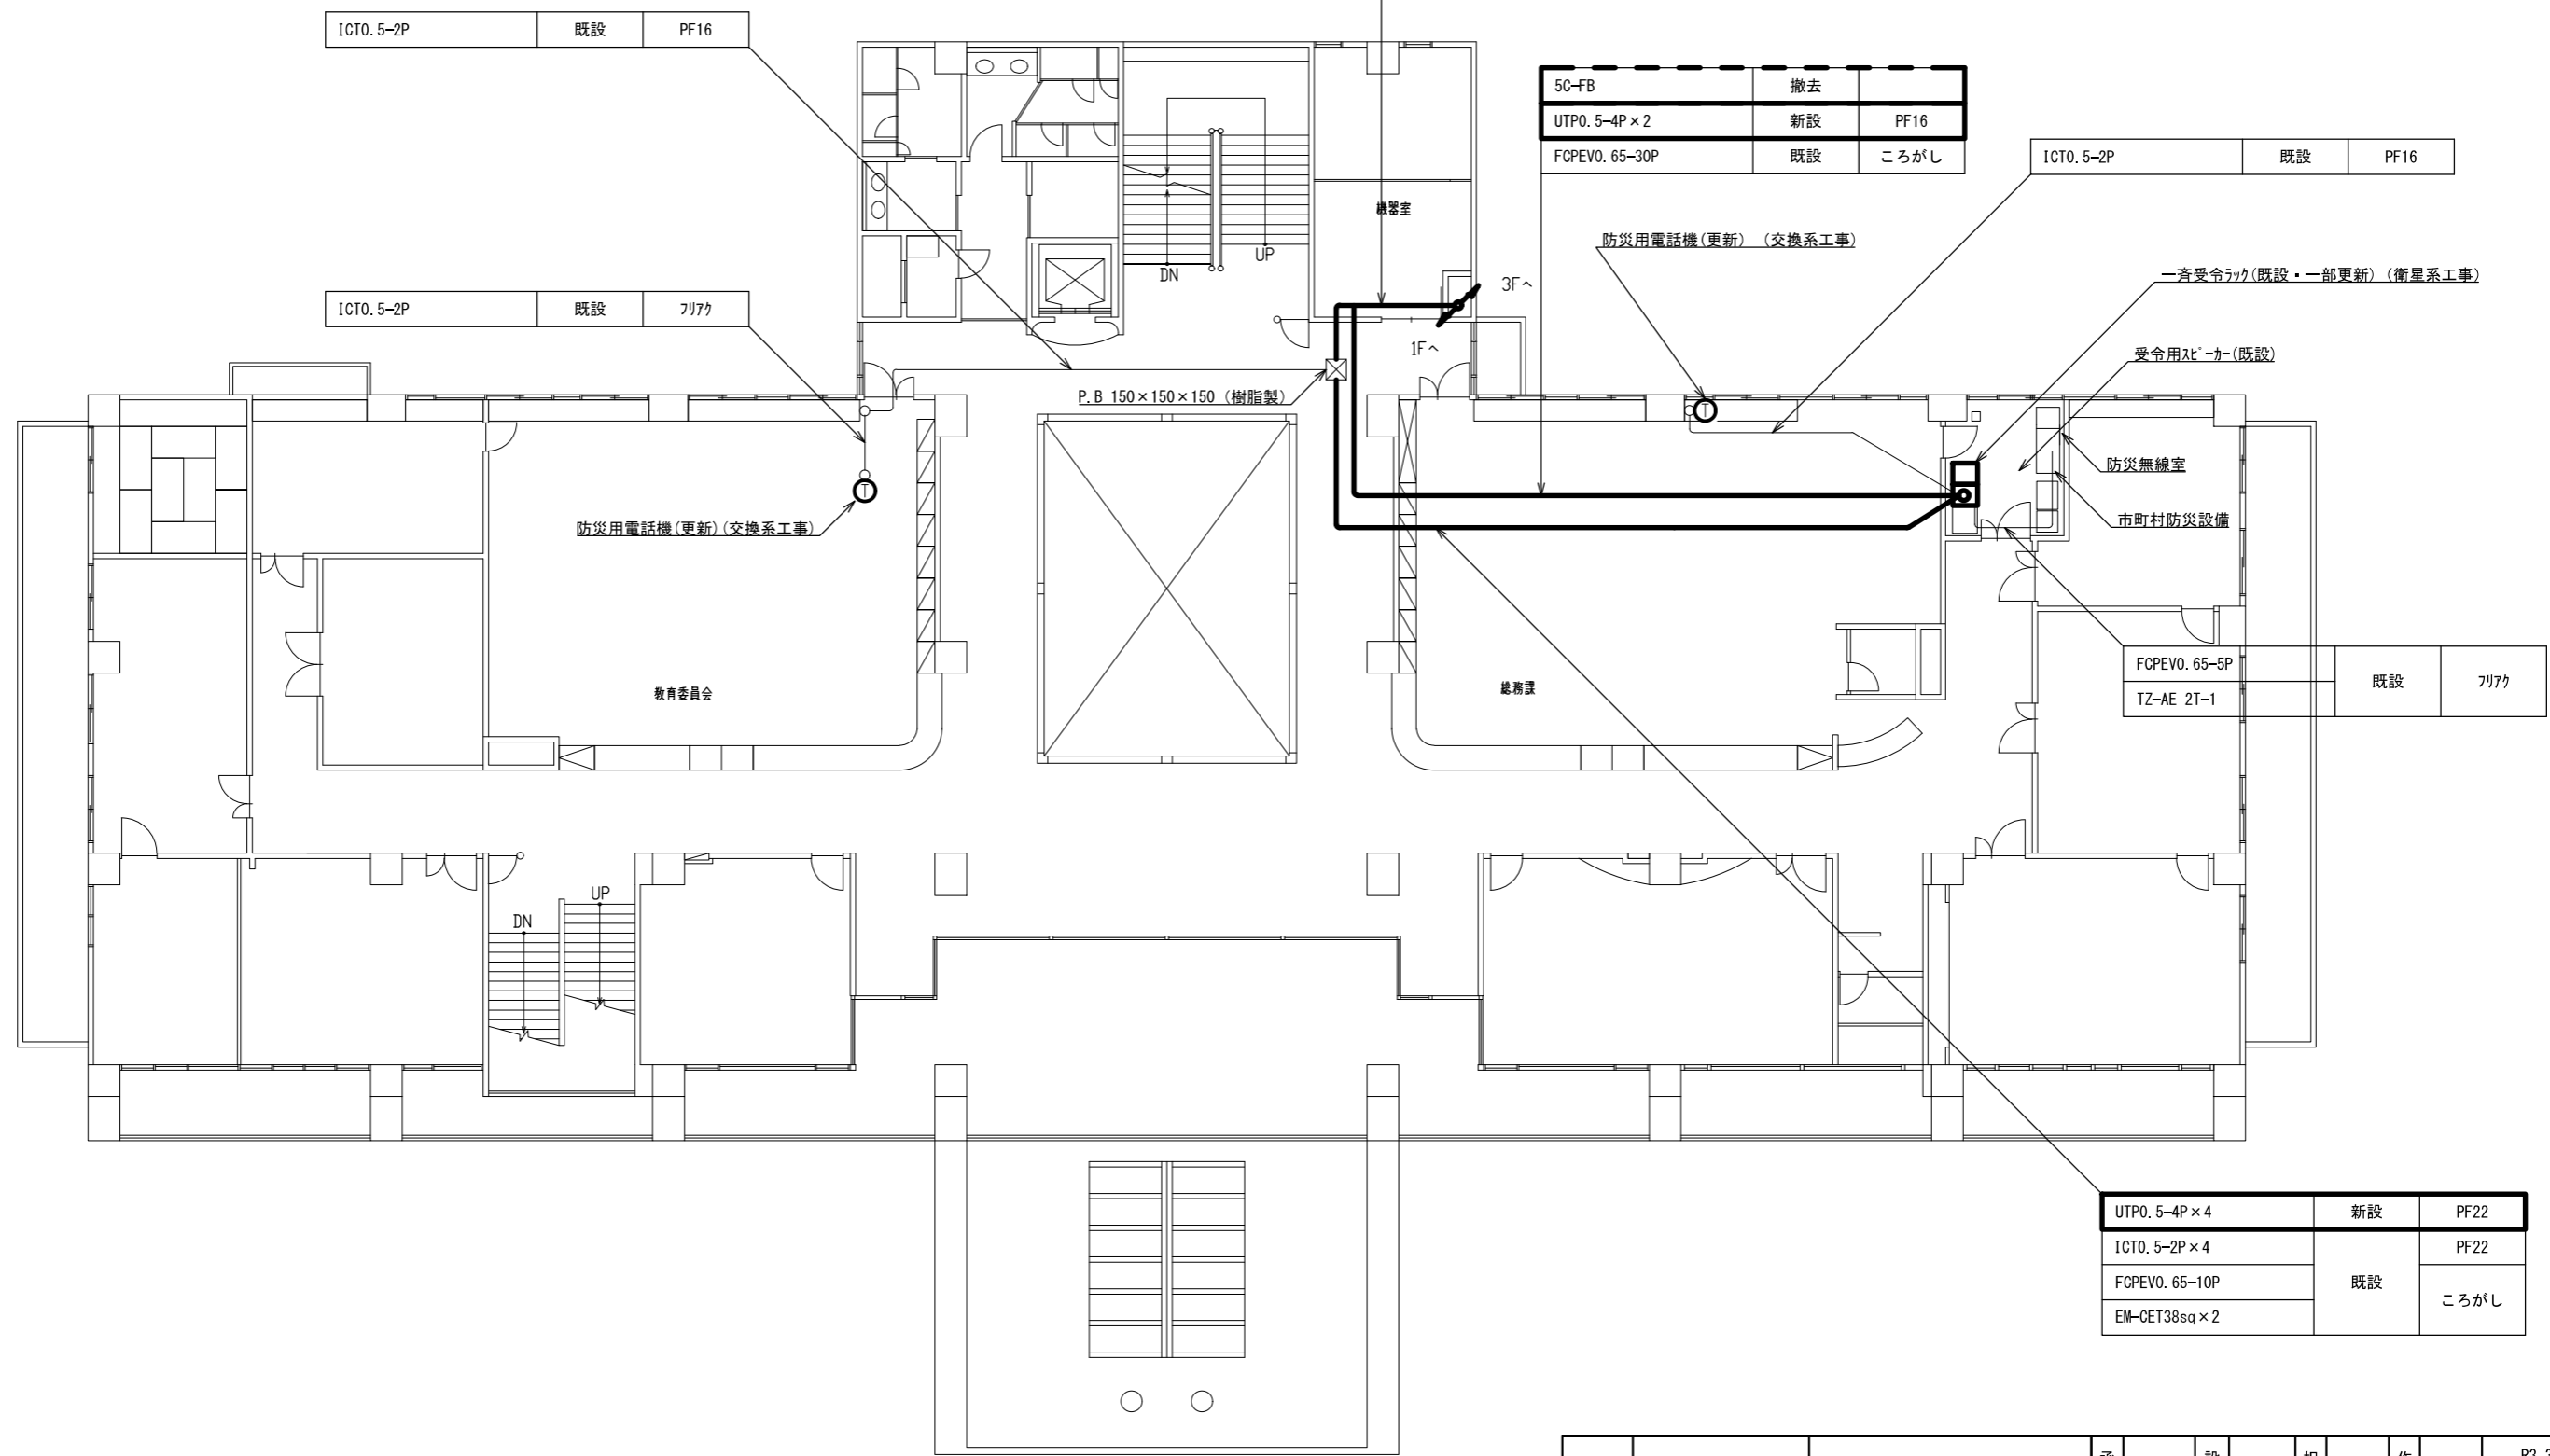 ICT0.5-2P 既設 PF16
5C-FB 撤去
UTP0.5-4P×2 新設 PF16
FCPEV0.65-30P 既設 ころがし
ICT0.5-2P 既設 PF16
機器室
防災用電話機(更新) (交換系工事)
UP
DN
一斉受令ラック(既設・一部更新) (衛星系工事)
3Fへ
ICT0.5-2P 既設 フリアク
1Fへ
受令用スピーカー(既設)
P.B 150×150×150 (樹脂製)
防災無線室
T
T
防災用電話機(更新)(交換系工事)
市町村防災設備
教育委員会
総務課
FCPEV0.65-5P 既設 フリアク
TZ-AE 2T-1
UP
DN
UTP0.5-4P×4 新設 PF22
ICT0.5-2P×4 既設 PF22
FCPEV0.65-10P ころがし
EM-CET38sq×2